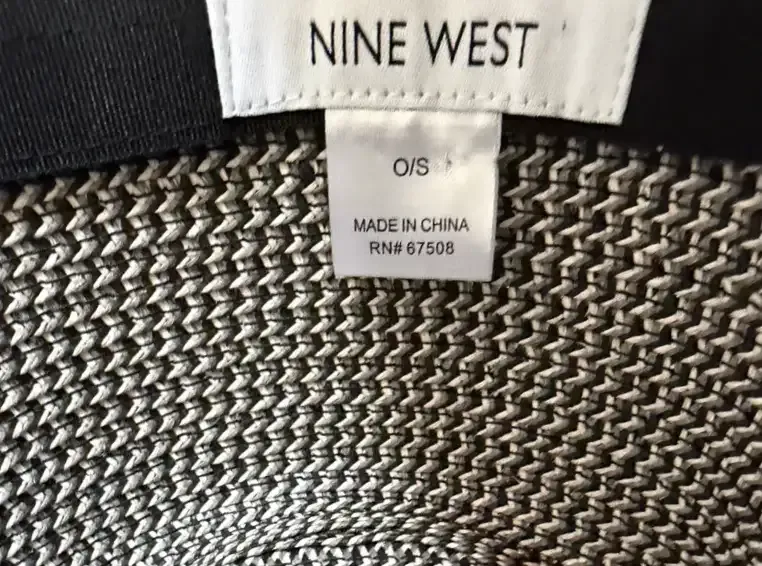 NINE WEST
O/S
MADE IN CHINA
RN# 67508